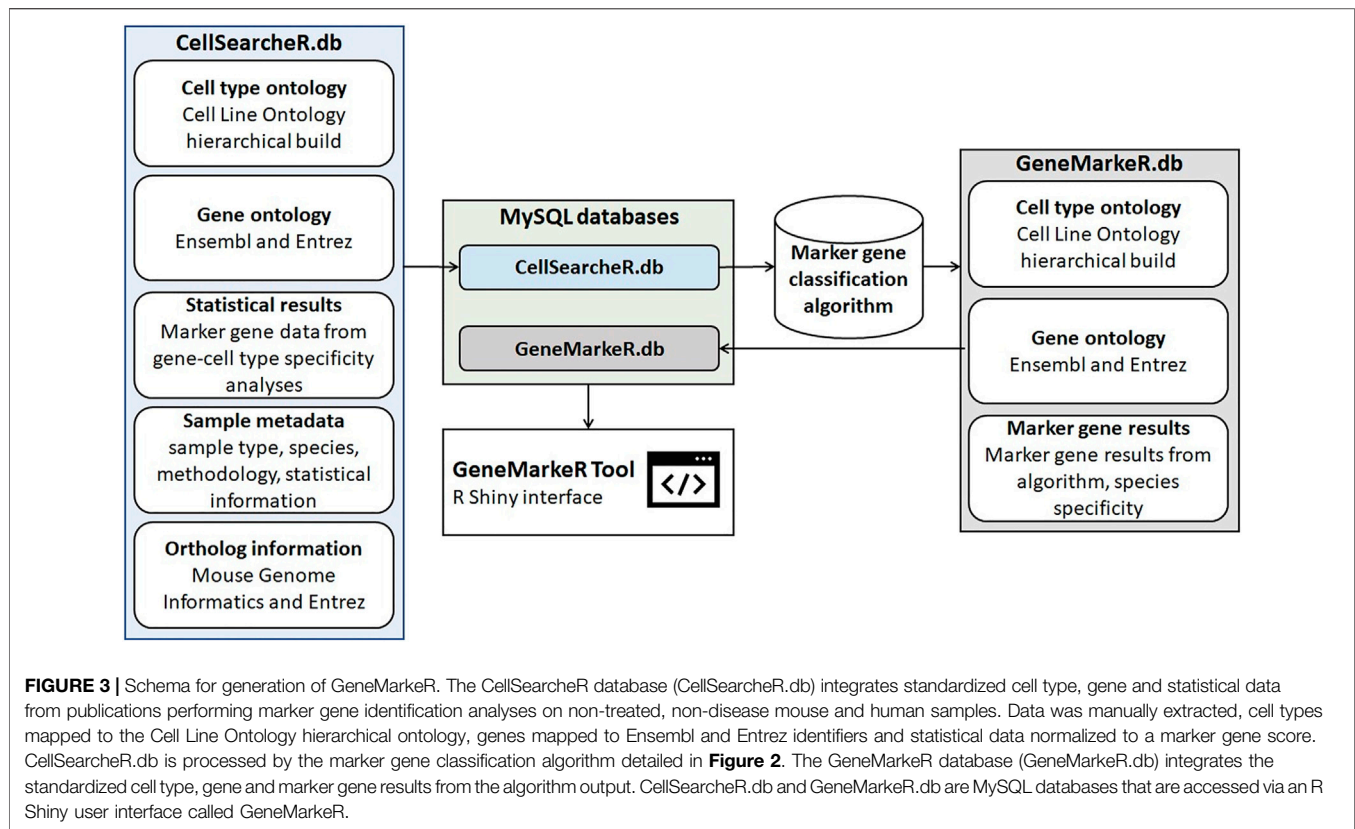 CellSearcheR.db
Cell type ontology
Cell Line Ontology
hierarchical build
Gene ontology
Ensembl and Entrez
Statistical results
Marker gene data from
gene-cell type specificity
analyses
Sample metadata
sample type, species,
methodology, statistical
information
Ortholog information
Mouse Genome
Informatics and Entrez
MySQL databases
CellSearcheR.db
GeneMarkeR.db
GeneMarkeR Tool
R Shiny interface
</>
Marker gene
classification
algorithm
GeneMarkeR.db
Cell type ontology
Cell Line Ontology
hierarchical build
Gene ontology
Ensembl and Entrez
Marker gene results
Marker gene results from
algorithm, species
specificity
FIGURE 3 | Schema for generation of GeneMarkeR. The CellSearcheR database (CellSearcheR.db) integrates standardized cell type, gene and statistical data
from publications performing marker gene identification analyses on non-treated, non-disease mouse and human samples. Data was manually extracted, cell types
mapped to the Cell Line Ontology hierarchical ontology, genes mapped to Ensembl and Entrez identifiers and statistical data normalized to a marker gene score.
CellSearcheR.db is processed by the marker gene classification algorithm detailed in Figure 2. The GeneMarkeR database (GeneMarkeR.db) integrates the
standardized cell type, gene and marker gene results from the algorithm output. CellSearcheR.db and GeneMarkeR.db are MySQL databases that are accessed via an R
Shiny user interface called GeneMarkeR.